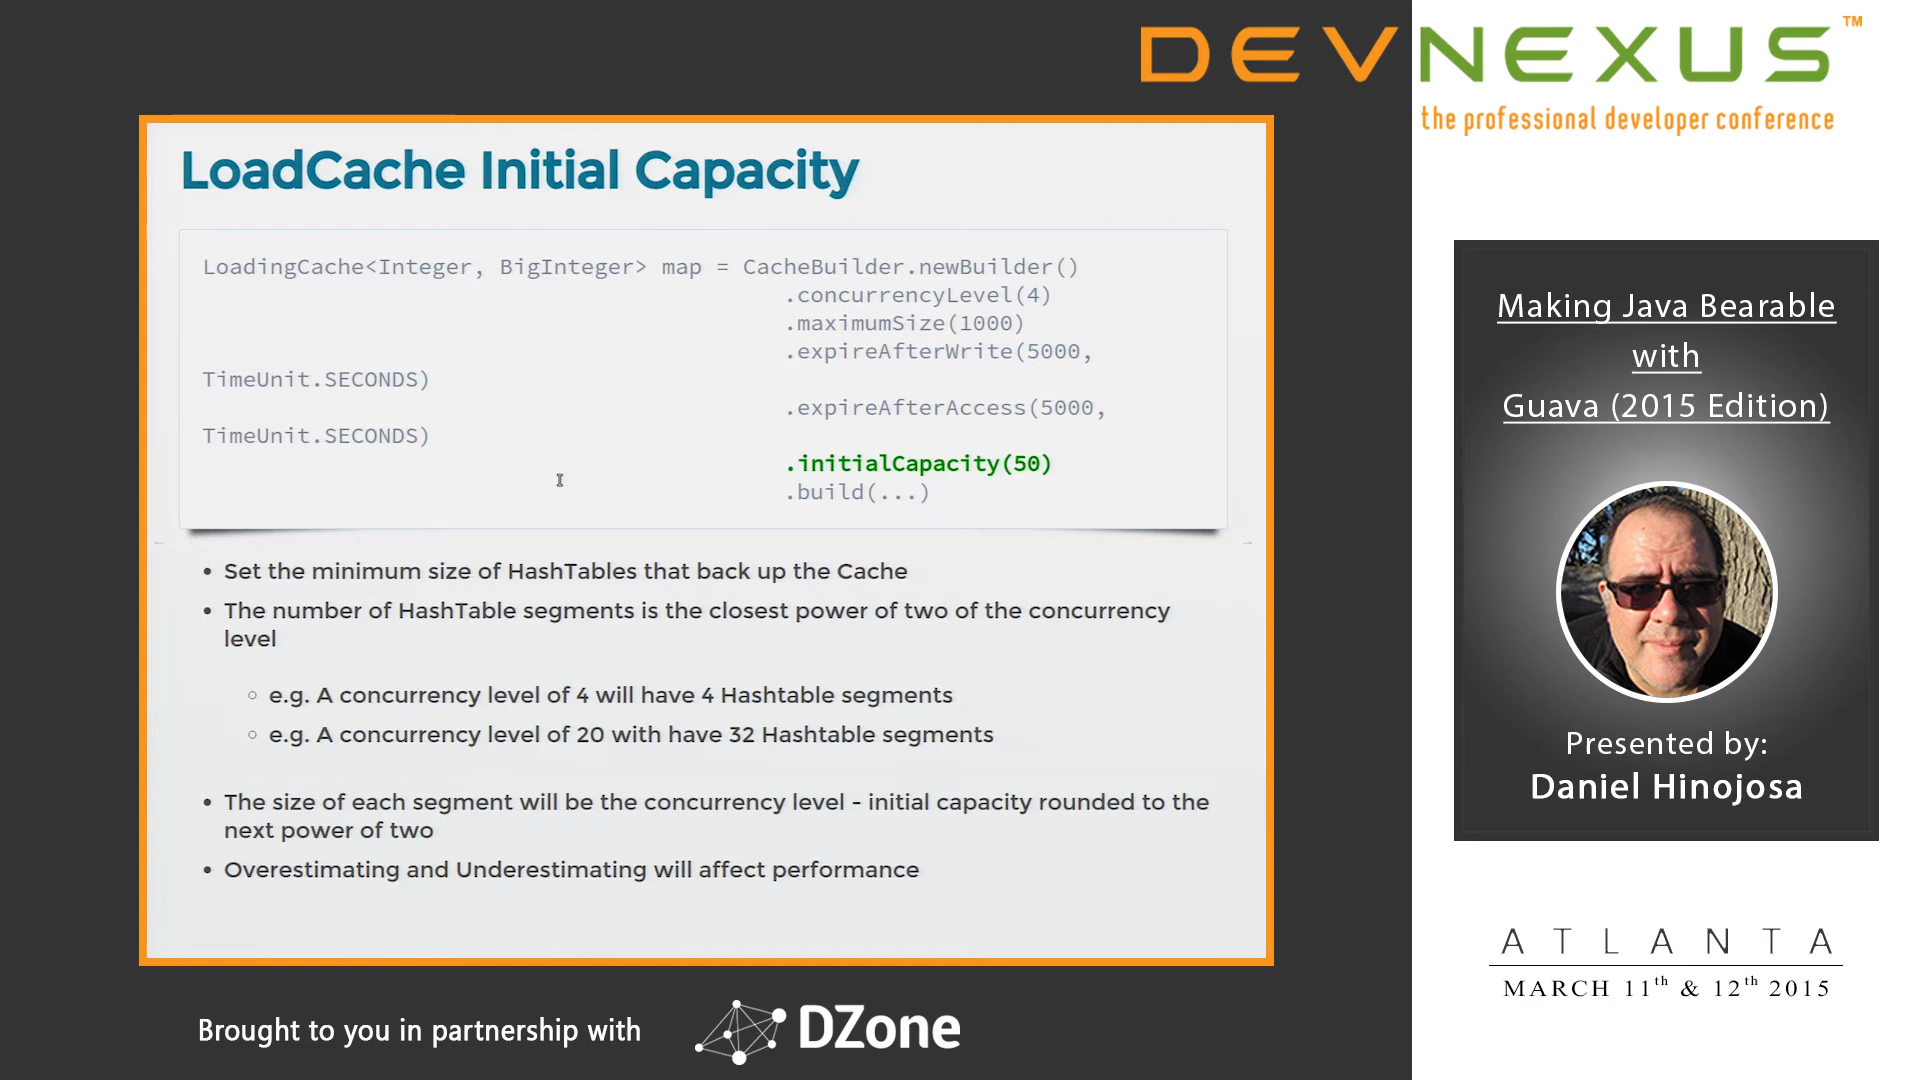 DEVNEXUS™
the professional developer conference
LoadCache Initial Capacity
LoadingCache<Integer, BigInteger> map = CacheBuilder.newBuilder()
.concurrencyLevel(4)
.maximumSize(1000)
.expireAfterWrite(5000,
TimeUnit.SECONDS)
.expireAfterAccess(5000,
TimeUnit.SECONDS)
.initialCapacity(50)
.build(...)
• Set the minimum size of HashTables that back up the Cache
• The number of HashTable segments is the closest power of two of the concurrency
level
◦ e.g. A concurrency level of 4 will have 4 Hashtable segments
◦ e.g. A concurrency level of 20 with have 32 Hashtable segments
• The size of each segment will be the concurrency level - initial capacity rounded to the
next power of two
• Overestimating and Underestimating will affect performance
Making Java Bearable
with
Guava (2015 Edition)
Presented by:
Daniel Hinojosa
ATLANTA
MARCH 11th & 12th 2015
Brought to you in partnership with
DZone